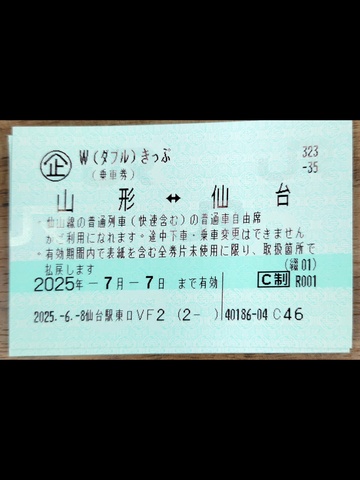 企 W(ダブル)きっぷ 323
(乗車券) -35
山形 ↔ 仙台
・仙山線の普通列車(快速含む)の普通車自由席
がご利用になれます・途中下車・乗車変更はできません
・有効期間内で表紙を含む全券片未使用に限り、取扱箇所で
払戻します (綴01)
2025年-7月-7日 まで有効 C制 R001
2025.-6.-8仙台駅東口VF2 (2- ) 40186-04 C46